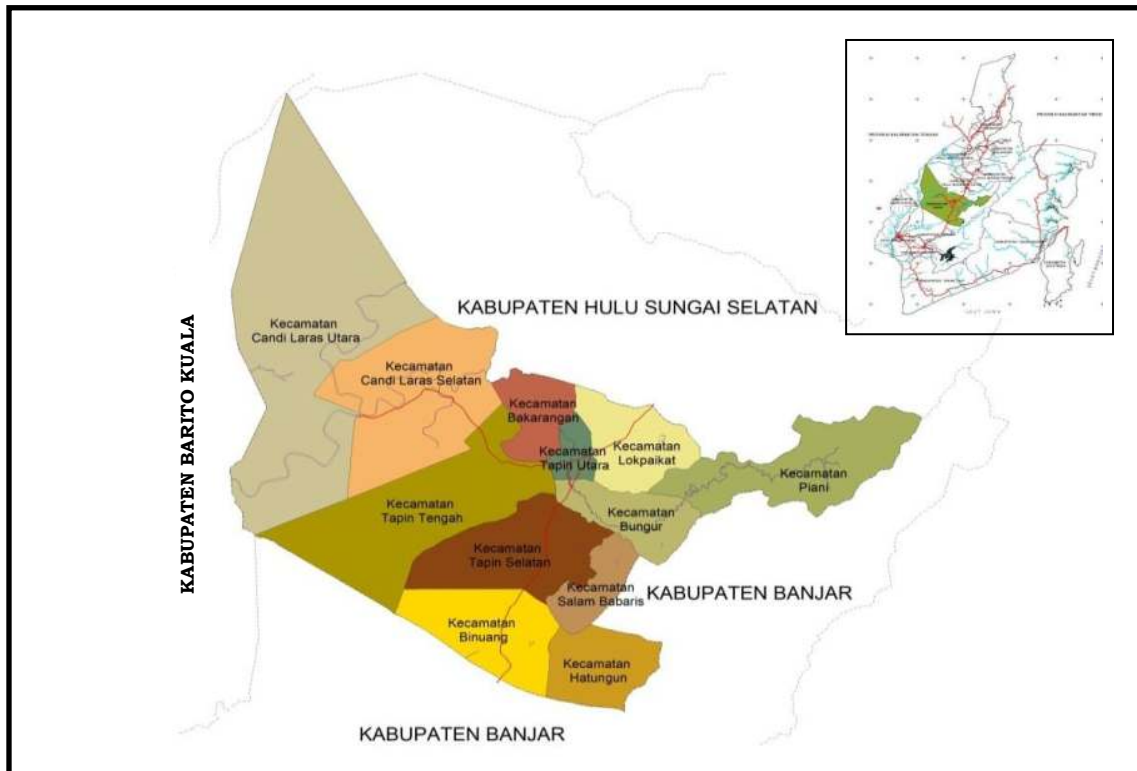 KABUPATEN HULU SUNGAI SELATAN
KABUPATEN BARITO KUALA
Kecamatan
Candi Laras Utara
Kecamatan
Candi Laras Selatan
Kecamatan
Bakarangan
Kecamatan
Tapin Utara
Kecamatan
Lokpaikat
Kecamatan
Piani
Kecamatan
Bungur
Kecamatan
Tapin Tengah
Kecamatan
Tapin Selatan
Kecamatan
Salam Babaris
KABUPATEN BANJAR
Kecamatan
Binuang
Kecamatan
Hatungun
KABUPATEN BANJAR